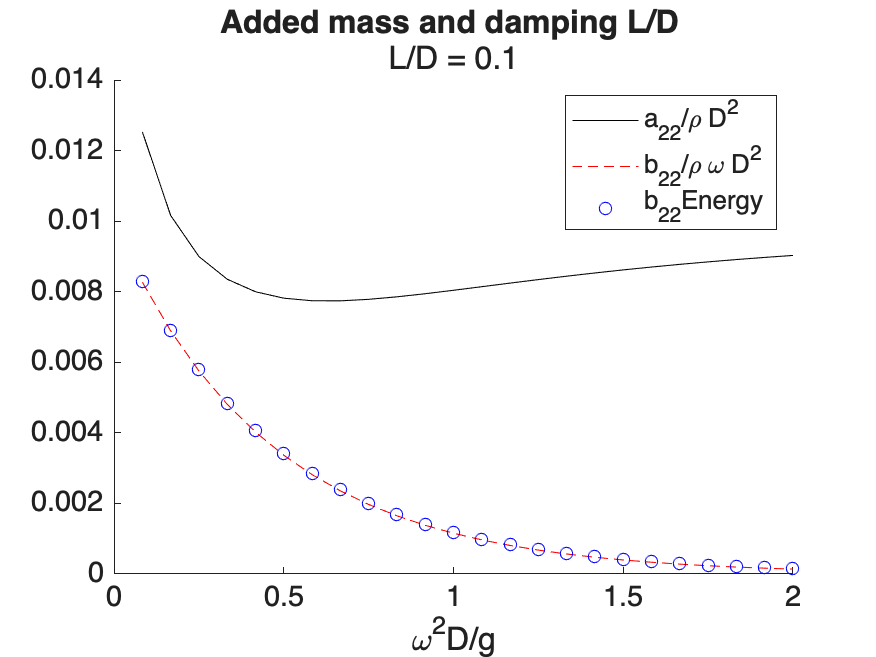 Added mass and damping L/D
L/D = 0.1
0.014
0.012
0.01
0.008
0.006
0.004
0.002
0
a₂₂/ρ D²
b₂₂/ρ ω D²
b₂₂Energy
0 0.5 1 1.5 2
ω²D/g